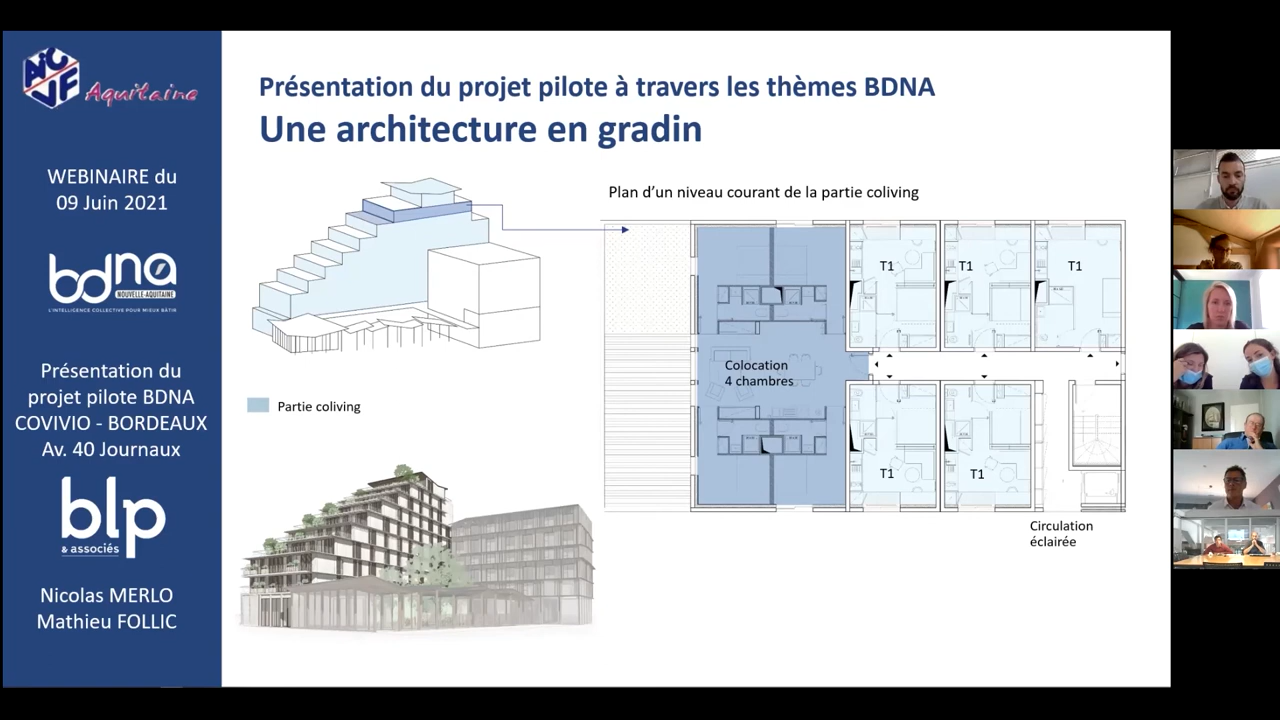 AICVF
Aquitaine
WEBINAIRE du
09 Juin 2021
bdna
NOUVELLE-AQUITAINE
L'INTELLIGENCE COLLECTIVE POUR MIEUX BÂTIR
Présentation du
projet pilote BDNA
COVIVIO - BORDEAUX
Av. 40 Journaux
blp
& associés
Nicolas MERLO
Mathieu FOLLIC
Présentation du projet pilote à travers les thèmes BDNA
Une architecture en gradin
Plan d'un niveau courant de la partie coliving
Partie coliving
T1
T1
T1
Colocation
4 chambres
T1
T1
Circulation
éclairée